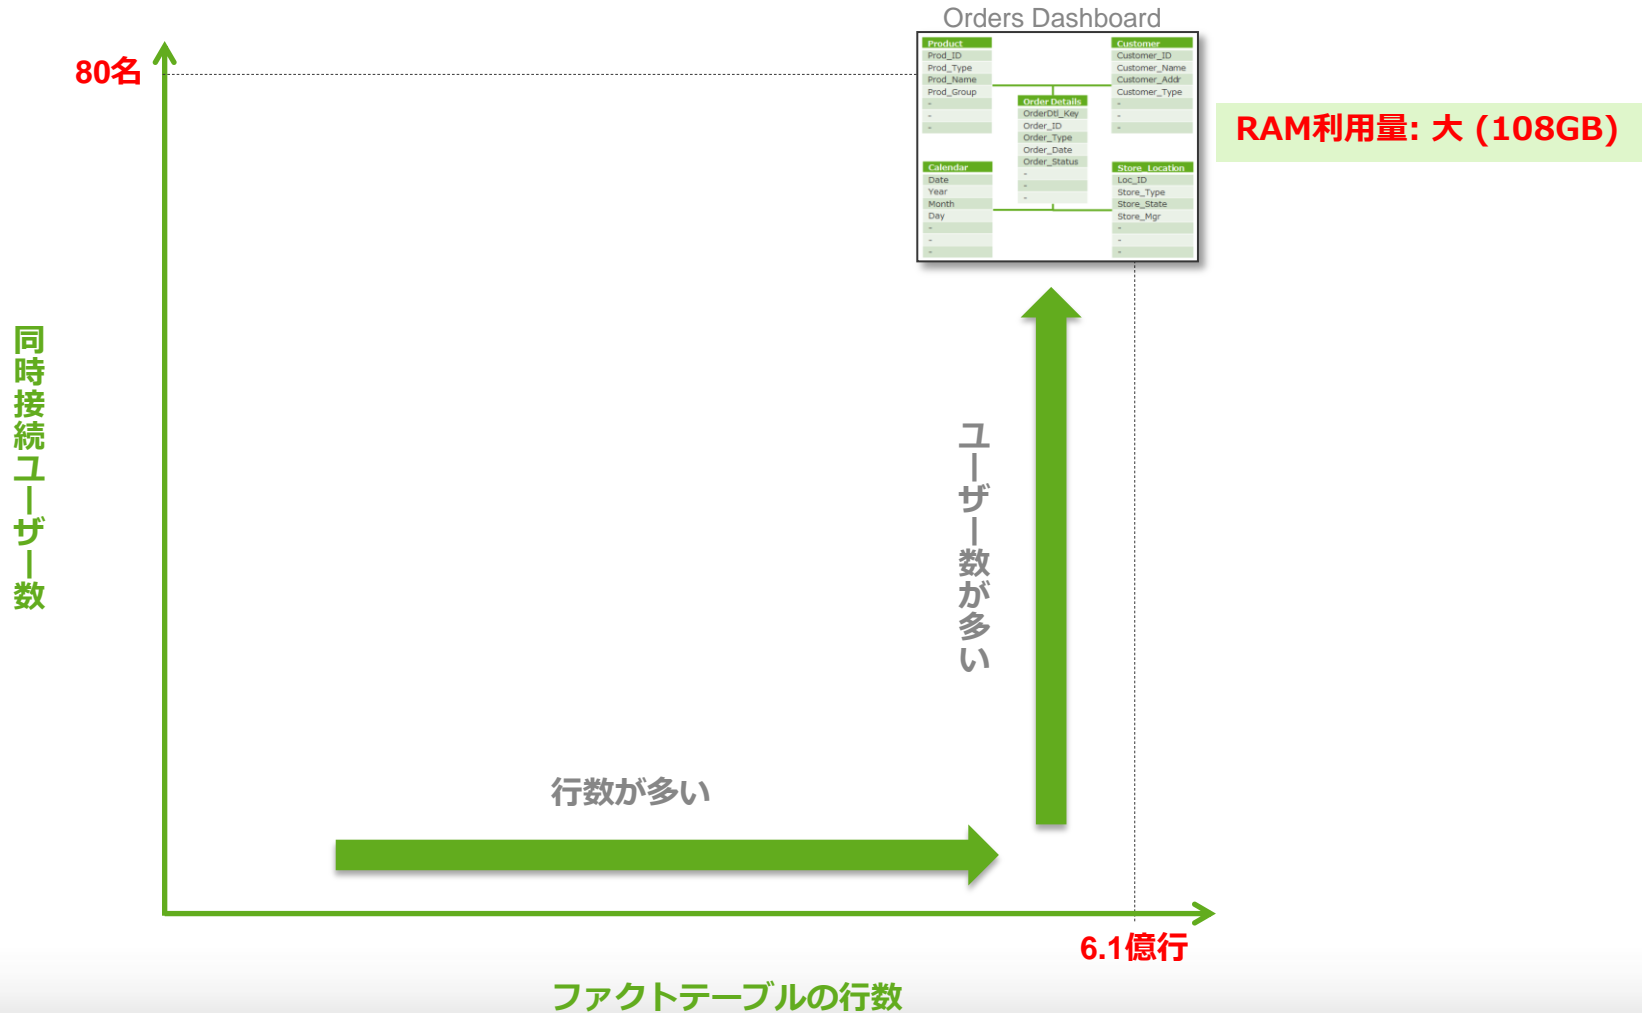 Orders Dashboard
80名
Product
Prod_ID
Prod_Type
Prod_Name
Prod_Group
-
-
-
Customer
Customer_ID
Customer_Name
Customer_Addr
Customer_Type
-
-
-
Order Details
OrderDtl_Key
Order_ID
Order_Type
Order_Date
Order_Status
-
-
-
Calendar
Date
Year
Month
Day
-
-
-
Store_Location
Loc_ID
Store_Type
Store_State
Store_Mgr
-
-
-
RAM利用量: 大 (108GB)
同時接続ユーザー数
ユーザー数が多い
行数が多い
6.1億行
ファクトテーブルの行数